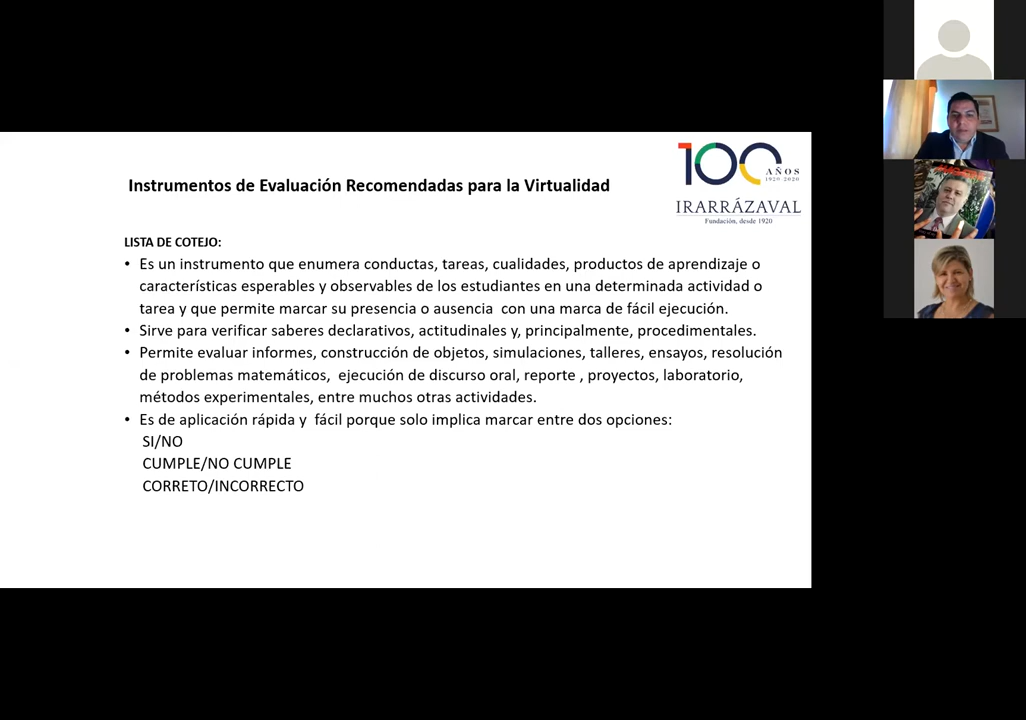 100
AÑOS
1920-2020
IRARRÁZAVAL
Fundación, desde 1920
Instrumentos de Evaluación Recomendadas para la Virtualidad
LISTA DE COTEJO:
• Es un instrumento que enumera conductas, tareas, cualidades, productos de aprendizaje o
características esperables y observables de los estudiantes en una determinada actividad o
tarea y que permite marcar su presencia o ausencia con una marca de fácil ejecución.
• Sirve para verificar saberes declarativos, actitudinales y, principalmente, procedimentales.
• Permite evaluar informes, construcción de objetos, simulaciones, talleres, ensayos, resolución
de problemas matemáticos, ejecución de discurso oral, reporte , proyectos, laboratorio,
métodos experimentales, entre muchos otras actividades.
• Es de aplicación rápida y fácil porque solo implica marcar entre dos opciones:
SI/NO
CUMPLE/NO CUMPLE
CORRETO/INCORRECTO